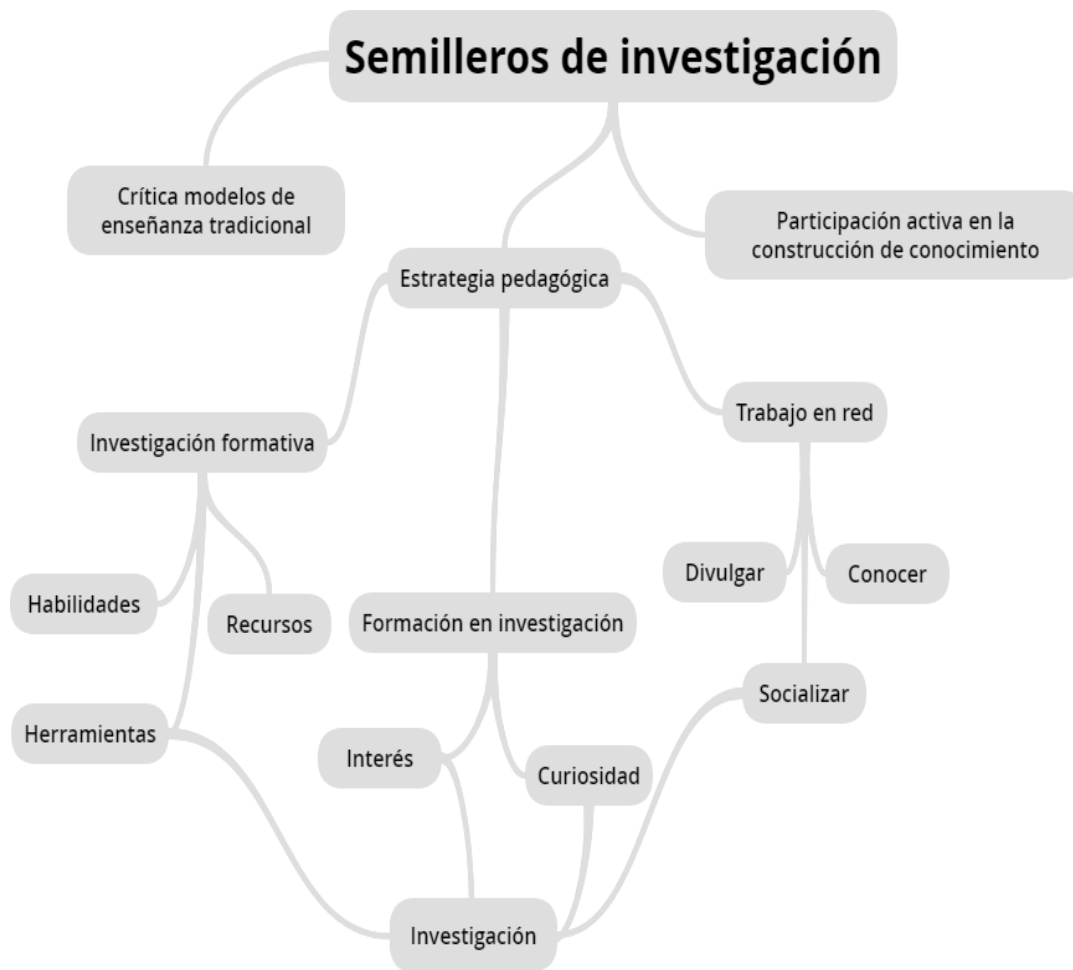 Semilleros de investigación
Crítica modelos de
enseñanza tradicional
Participación activa en la
construcción de conocimiento
Estrategia pedagógica
Trabajo en red
Investigación formativa
Divulgar
Conocer
Habilidades
Recursos
Formación en investigación
Socializar
Herramientas
Interés
Curiosidad
Investigación